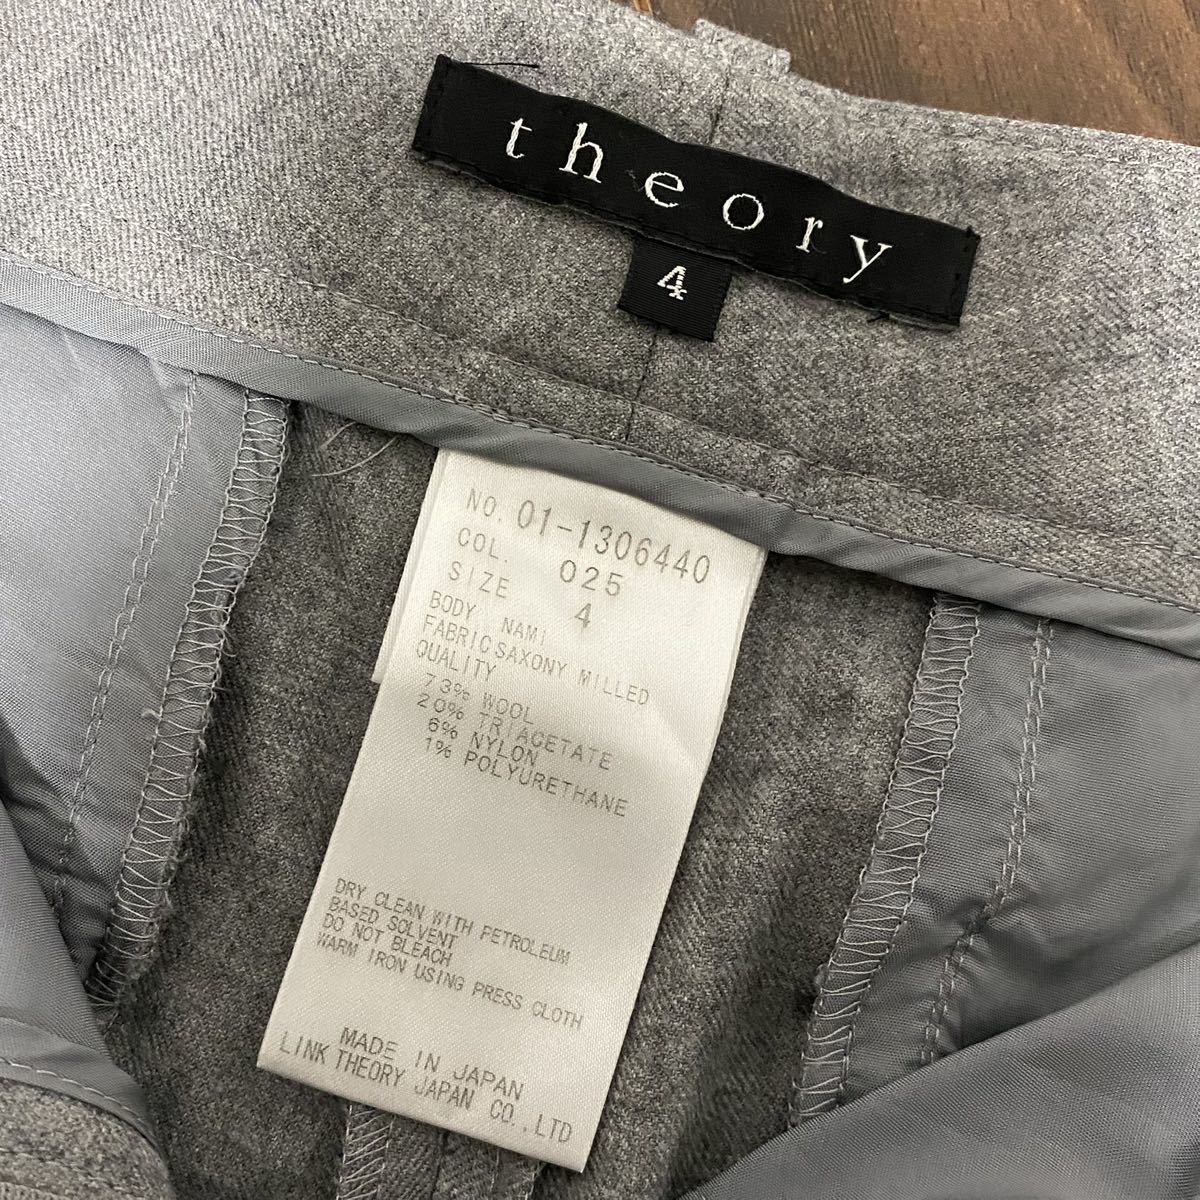 theory
4
NO. 01-1306440
COL. 025
SIZE 4
BODY NAMI
FABRIC SAXONY MILLED
QUALITY
73% WOOL
20% TRIACETATE
6% NYLON
1% POLYURETHANE
DRY CLEAN WITH PETROLEUM
BASED SOLVENT
DO NOT BLEACH
WARM IRON USING PRESS CLOTH
MADE IN JAPAN
LINK THEORY JAPAN CO.,LTD